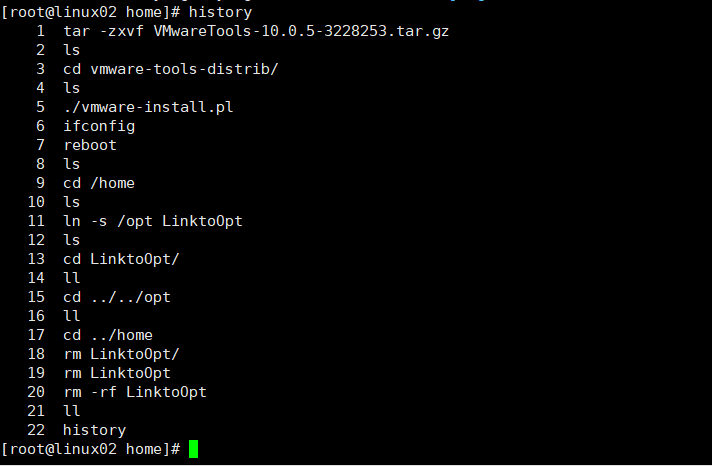 [root@linux02 home]# history
1 tar -zxvf VMwareTools-10.0.5-3228253.tar.gz
2 ls
3 cd vmware-tools-distrib/
4 ls
5 ./vmware-install.pl
6 ifconfig
7 reboot
8 ls
9 cd /home
10 ls
11 ln -s /opt LinktoOpt
12 ls
13 cd LinktoOpt/
14 ll
15 cd ../../opt
16 ll
17 cd ../home
18 rm LinktoOpt/
19 rm LinktoOpt
20 rm -rf LinktoOpt
21 ll
22 history
[root@linux02 home]#